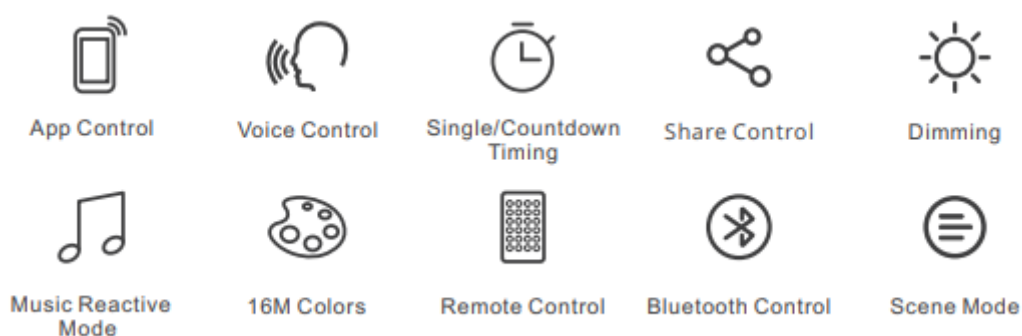 App Control
Voice Control
Single/Countdown
Timing
Share Control
Dimming
Music Reactive
Mode
16M Colors
Remote Control
Bluetooth Control
Scene Mode